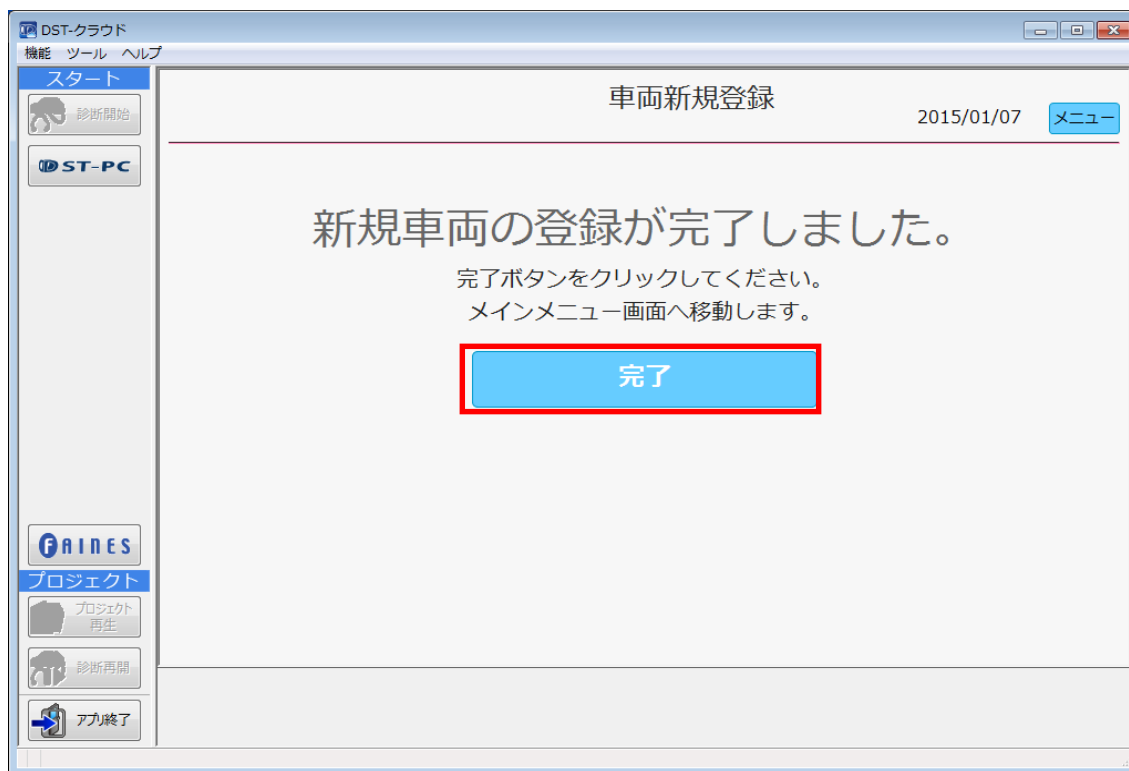 DST-クラウド
機能 ツール ヘルプ
スタート
診断開始
DST-PC
FAINES
プロジェクト
プロジェクト
再生
診断再開
アプリ終了
車両新規登録
2015/01/07 メニュー
新規車両の登録が完了しました。
完了ボタンをクリックしてください。
メインメニュー画面へ移動します。
完了